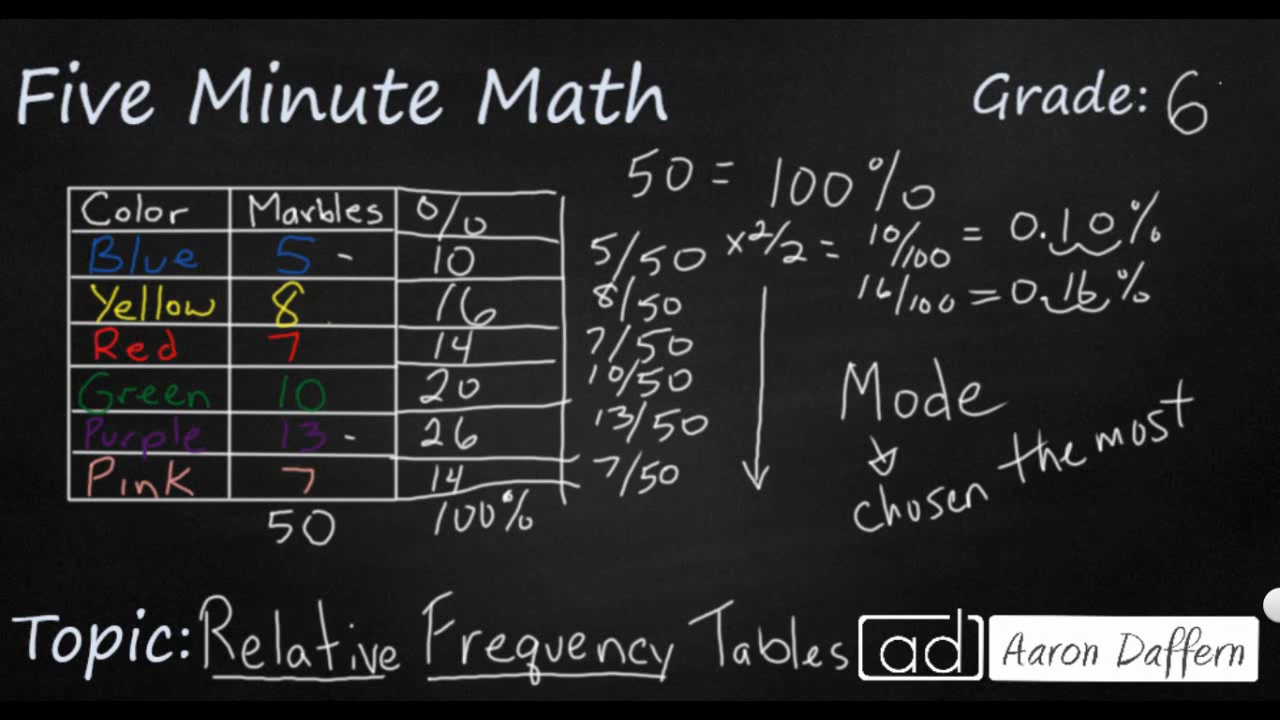 Five Minute Math
Grade: 6
50 = 100%
Color Marbles %
Blue 5 - 10 5/50 x 2/2 = 10/100 = 0.10%
Yellow 8 16 8/50 16/100 = 0.16%
Red 7 14 7/50
Green 10 20 10/50
Purple 13 - 26 13/50
Pink 7 14 7/50
50 100%
Mode
chosen the most
Topic: Relative Frequency Tables
ad Aaron Daffern